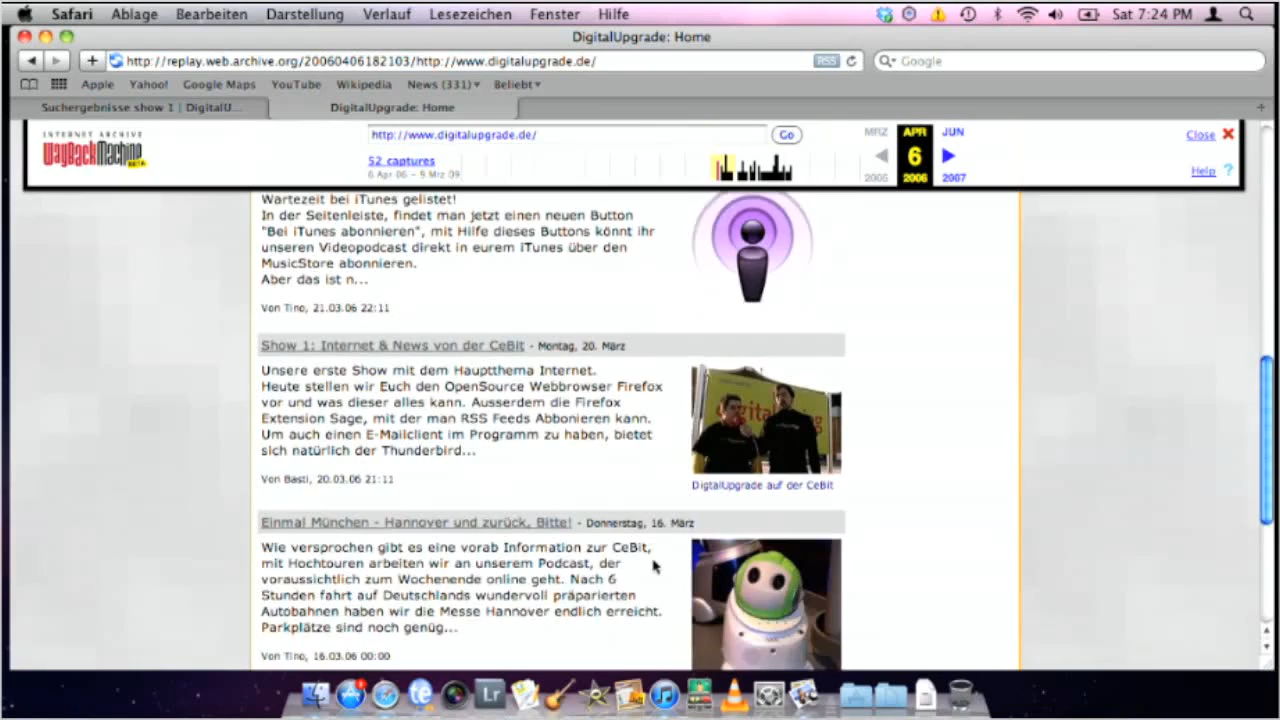 Safari Ablage Bearbeiten Darstellung Verlauf Lesezeichen Fenster Hilfe Sat 7:24 PM
DigitalUpgrade: Home
http://replay.web.archive.org/20060406182103/http://www.digitalupgrade.de/ RSS Google
Apple Yahoo! Google Maps YouTube Wikipedia News (331) Beliebt
Suchergebnisse show 1 | DigitalU... DigitalUpgrade: Home
INTERNET ARCHIVE
WayBackMachine
BETA
http://www.digitalupgrade.de/ Go
52 captures
6 Apr 06 - 9 Mrz 09
MRZ APR JUN
6
2005 2006 2007
Close
Help ?
Wartezeit bei iTunes gelistet!
In der Seitenleiste, findet man jetzt einen neuen Button
"Bei iTunes abonnieren", mit Hilfe dieses Buttons könnt ihr
unseren Videopodcast direkt in eurem iTunes über den
MusicStore abonnieren.
Aber das ist n...
Von Tino, 21.03.06 22:11
Show 1: Internet & News von der CeBit - Montag, 20. März
Unsere erste Show mit dem Hauptthema Internet.
Heute stellen wir Euch den OpenSource Webbrowser Firefox
vor und was dieser alles kann. Ausserdem die Firefox
Extension Sage, mit der man RSS Feeds Abbonieren kann.
Um auch einen E-Mailclient im Programm zu haben, bietet
sich natürlich der Thunderbird...
Von Basti, 20.03.06 21:11
digital
DigtalUpgrade auf der CeBit
Einmal München - Hannover und zurück, Bitte! - Donnerstag, 16. März
Wie versprochen gibt es eine vorab Information zur CeBit,
mit Hochtouren arbeiten wir an unserem Podcast, der
voraussichtlich zum Wochenende online geht. Nach 6
Stunden fahrt auf Deutschlands wundervoll präparierten
Autobahnen haben wir die Messe Hannover endlich erreicht.
Parkplätze sind noch genüg...
Von Tino, 16.03.06 00:00
te
Lr